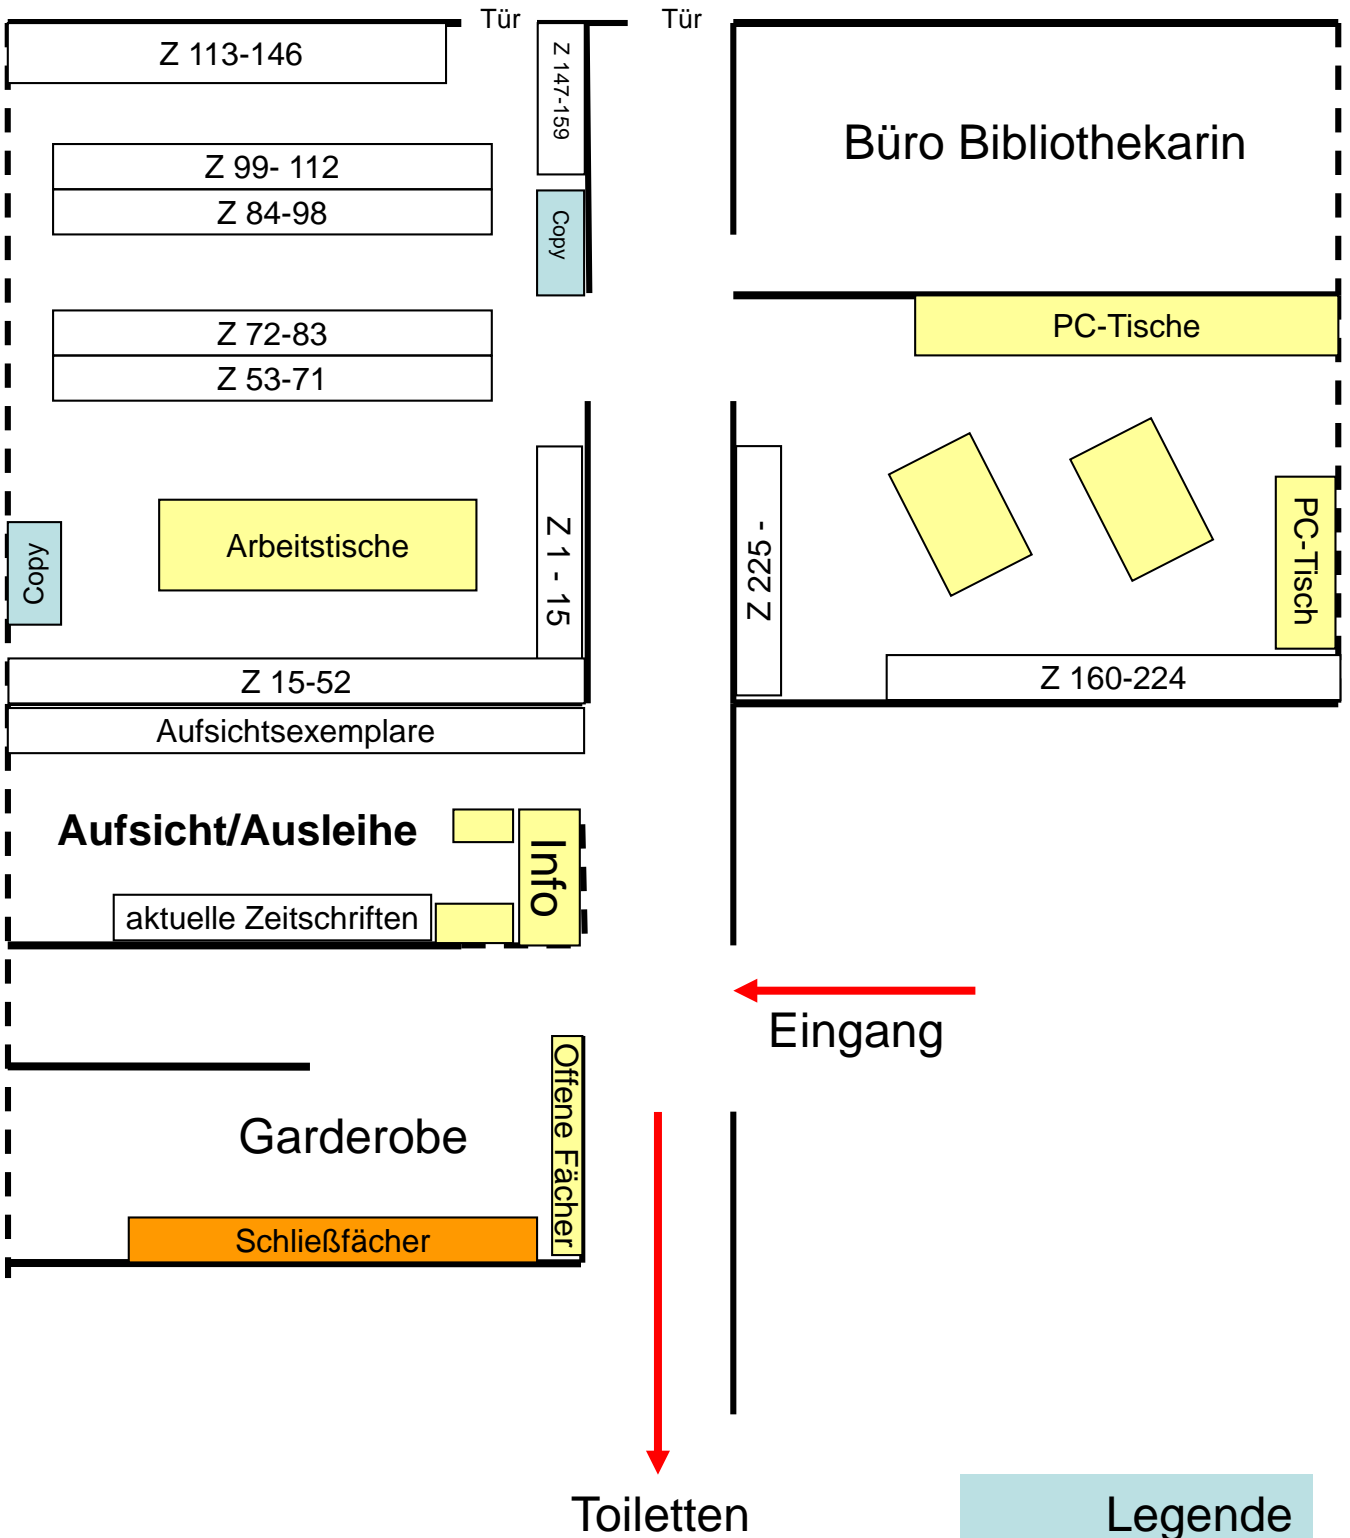 Tür
Tür
Z 113-146
Z 147-159
Büro Bibliothekarin
Z 99- 112
Z 84-98
Copy
Z 72-83
Z 53-71
PC-Tische
Arbeitstische
Copy
Z 1 - 15
Z 225 -
PC-Tisch
Z 15-52
Z 160-224
Aufsichtsexemplare
Aufsicht/Ausleihe
Info
aktuelle Zeitschriften
Eingang
Offene Fächer
Garderobe
Schließfächer
Toiletten
Legende